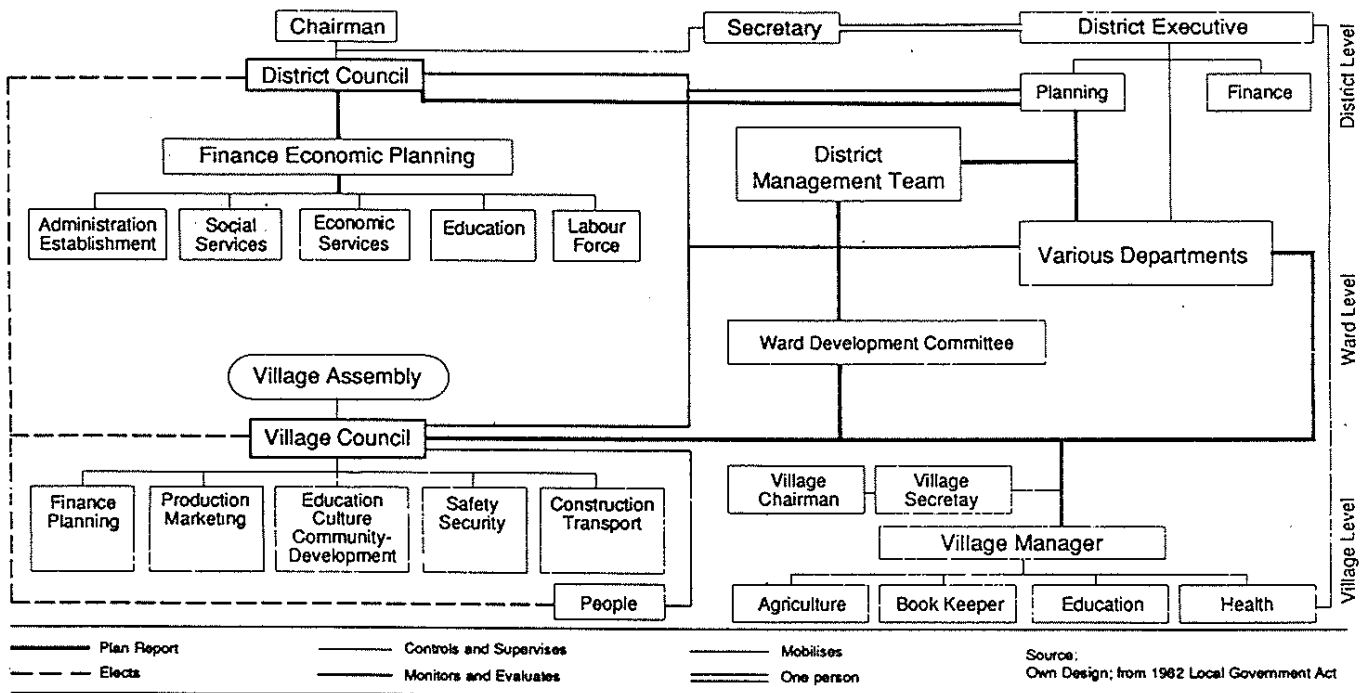 Chairman
Secretary
District Executive
District Council
Planning
Finance
District Level
Finance Economic Planning
District
Management Team
Administration
Establishment
Social
Services
Economic
Services
Education
Labour
Force
Various Departments
Ward Level
Ward Development Committee
Village Assembly
Village Council
Finance
Planning
Production
Marketing
Education
Culture
Community-
Development
Safety
Security
Construction
Transport
Village
Chairman
Village
Secretay
Village Manager
Village Level
People
Agriculture
Book Keeper
Education
Health
Plan Report
Controls and Supervises
Mobilises
Elects
Monitors and Evaluates
One person
Source:
Own Design; from 1982 Local Government Act